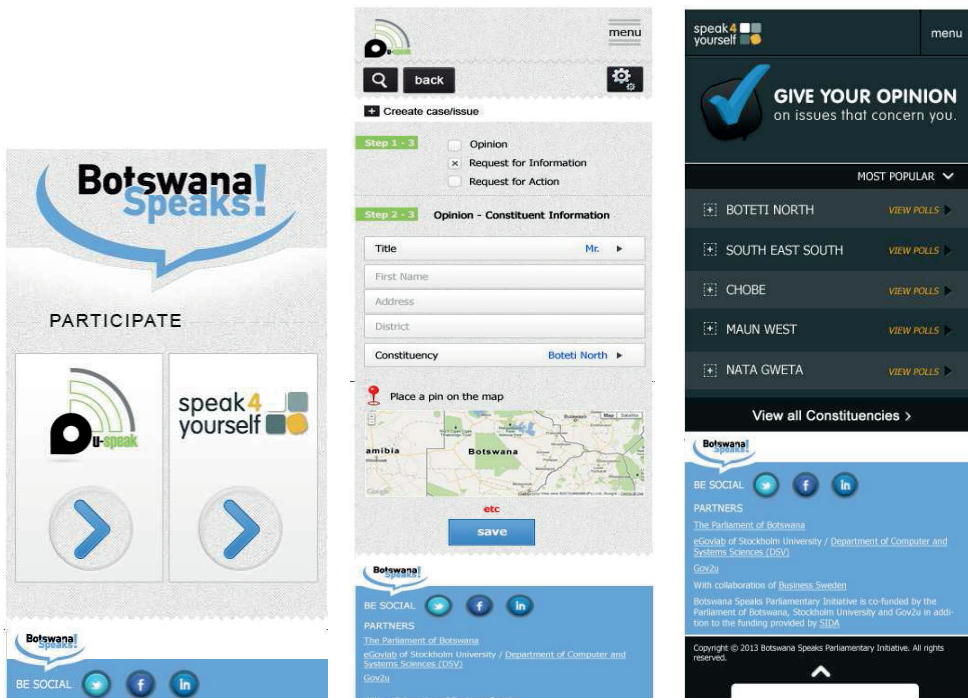 Botswana
Speaks!
PARTICIPATE
u-speak
speak4
yourself
Botswana!
Speaks!
BE SOCIAL
u-speak
menu
back
Creeate case/issue
Step 1 - 3
Opinion
Request for Information
Request for Action
Step 2 - 3 Opinion - Constituent Information
Title Mr.
First Name
Address
District
Constituency Boteti North
Place a pin on the map
Map Satellite
amibia
Botswana
Google
etc
save
Botswana!
Speaks!
BE SOCIAL
PARTNERS
The Parliament of Botswana
eGovlab of Stockholm University / Department of Computer and
Systems Sciences (DSV)
Gov2u
speak4
yourself
menu
GIVE YOUR OPINION
on issues that concern you.
MOST POPULAR
BOTETI NORTH VIEW POLLS
SOUTH EAST SOUTH VIEW POLLS
CHOBE VIEW POLLS
MAUN WEST VIEW POLLS
NATA GWETA VIEW POLLS
View all Constituencies >
Botswana!
Speaks!
BE SOCIAL
PARTNERS
The Parliament of Botswana
eGovlab of Stockholm University / Department of Computer and
Systems Sciences (DSV)
Gov2u
With collaboration of Business Sweden
Botswana Speaks Parliamentary Initiative is co-funded by the
Parliament of Botswana, Stockholm University and Gov2u in addi-
tion to the funding provided by SIDA
Copyright © 2013 Botswana Speaks Parliamentary Initiative. All rights
reserved.